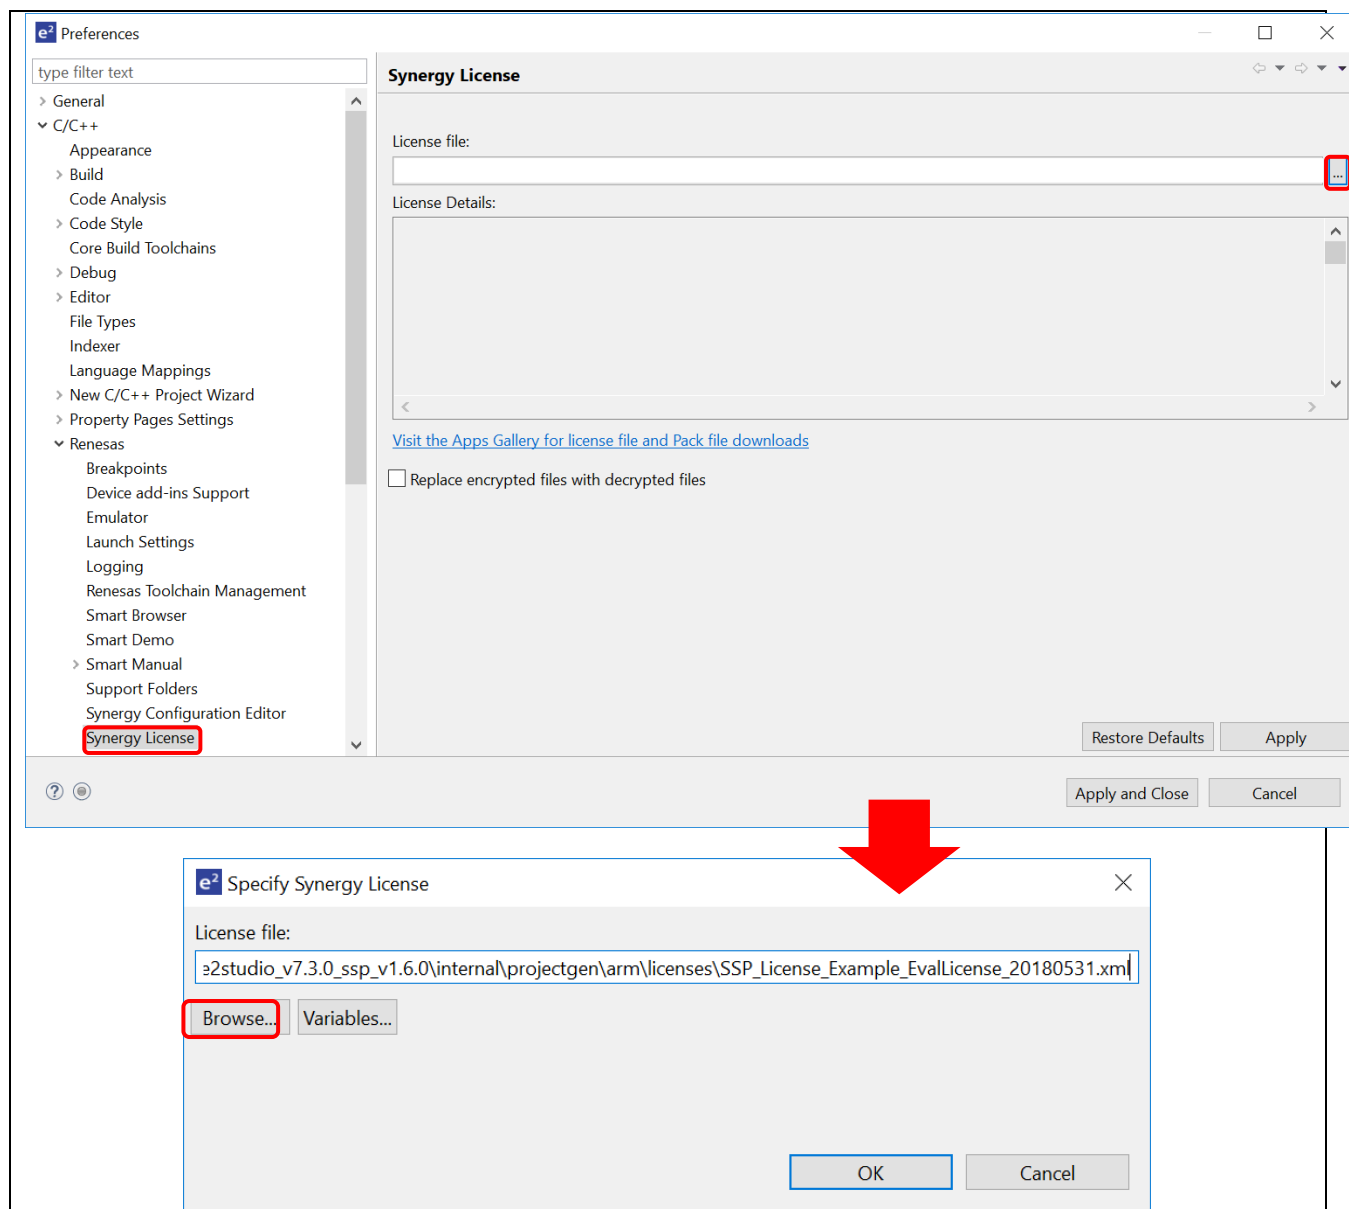 e² Preferences
type filter text
Synergy License
General
C/C++
Appearance
Build
Code Analysis
Code Style
Core Build Toolchains
Debug
Editor
File Types
Indexer
Language Mappings
New C/C++ Project Wizard
Property Pages Settings
Renesas
Breakpoints
Device add-ins Support
Emulator
Launch Settings
Logging
Renesas Toolchain Management
Smart Browser
Smart Demo
Smart Manual
Support Folders
Synergy Configuration Editor
Synergy License
License file:
...
License Details:
Visit the Apps Gallery for license file and Pack file downloads
Replace encrypted files with decrypted files
Restore Defaults
Apply
?
Apply and Close
Cancel
e² Specify Synergy License
License file:
e2studio_v7.3.0_ssp_v1.6.0\internal\projectgen\arm\licenses\SSP_License_Example_EvalLicense_20180531.xml
Browse...
Variables...
OK
Cancel